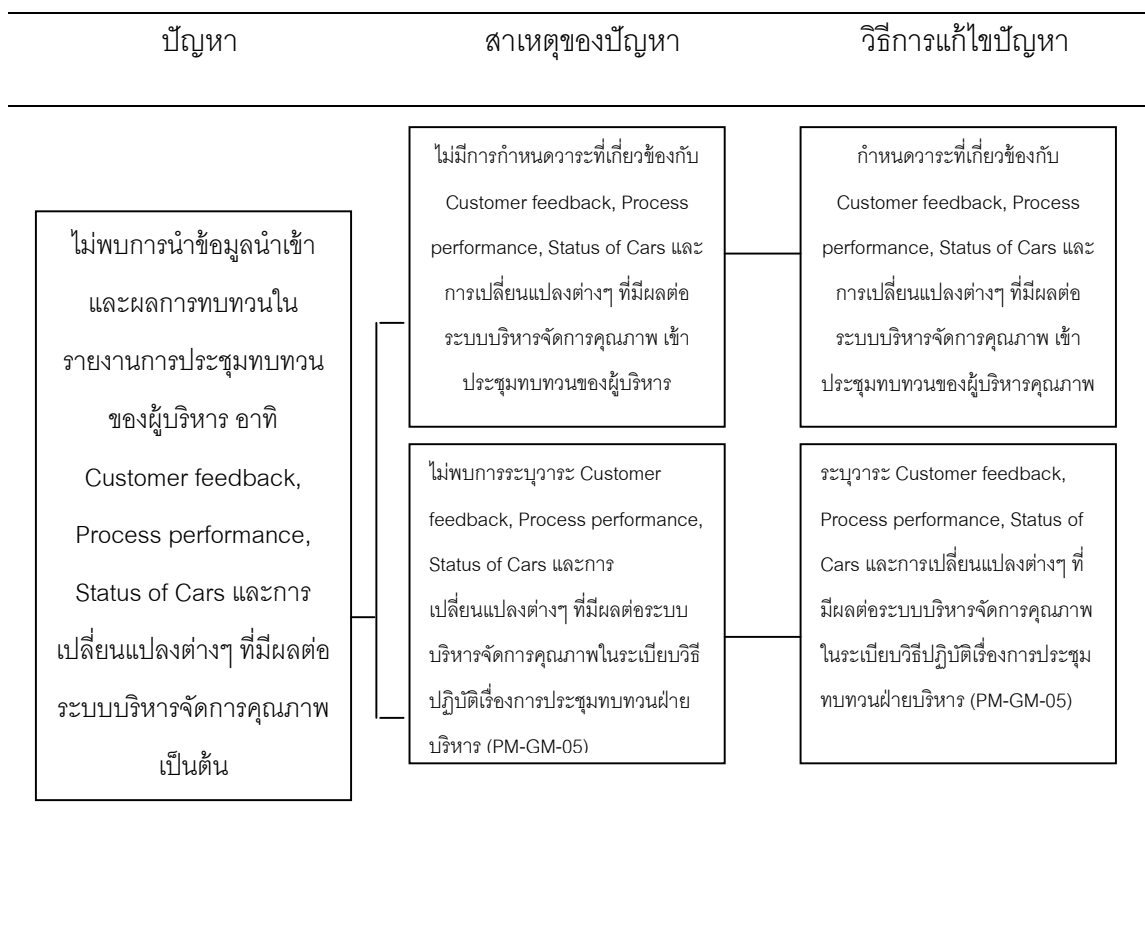 ปัญหา
สาเหตุของปัญหา
วิธีการแก้ไขปัญหา
ไม่พบการนำข้อมูลนำเข้า
และผลการทบทวนใน
รายงานการประชุมทบทวน
ของผู้บริหาร อาทิ
Customer feedback,
Process performance,
Status of Cars และการ
เปลี่ยนแปลงต่างๆ ที่มีผลต่อ
ระบบบริหารจัดการคุณภาพ
เป็นต้น
ไม่มีการกำหนดวาระที่เกี่ยวข้องกับ
Customer feedback, Process
performance, Status of Cars และ
การเปลี่ยนแปลงต่างๆ ที่มีผลต่อ
ระบบบริหารจัดการคุณภาพ เข้า
ประชุมทบทวนของผู้บริหาร
กำหนดวาระที่เกี่ยวข้องกับ
Customer feedback, Process
performance, Status of Cars และ
การเปลี่ยนแปลงต่างๆ ที่มีผลต่อ
ระบบบริหารจัดการคุณภาพ เข้า
ประชุมทบทวนของผู้บริหารคุณภาพ
ไม่พบการระบุวาระ Customer
feedback, Process performance,
Status of Cars และการ
เปลี่ยนแปลงต่างๆ ที่มีผลต่อระบบ
บริหารจัดการคุณภาพในระเบียบวิธี
ปฏิบัติเรื่องการประชุมทบทวนฝ่าย
บริหาร (PM-GM-05)
ระบุวาระ Customer feedback,
Process performance, Status of
Cars และการเปลี่ยนแปลงต่างๆ ที่
มีผลต่อระบบบริหารจัดการคุณภาพ
ในระเบียบวิธีปฏิบัติเรื่องการประชุม
ทบทวนฝ่ายบริหาร (PM-GM-05)